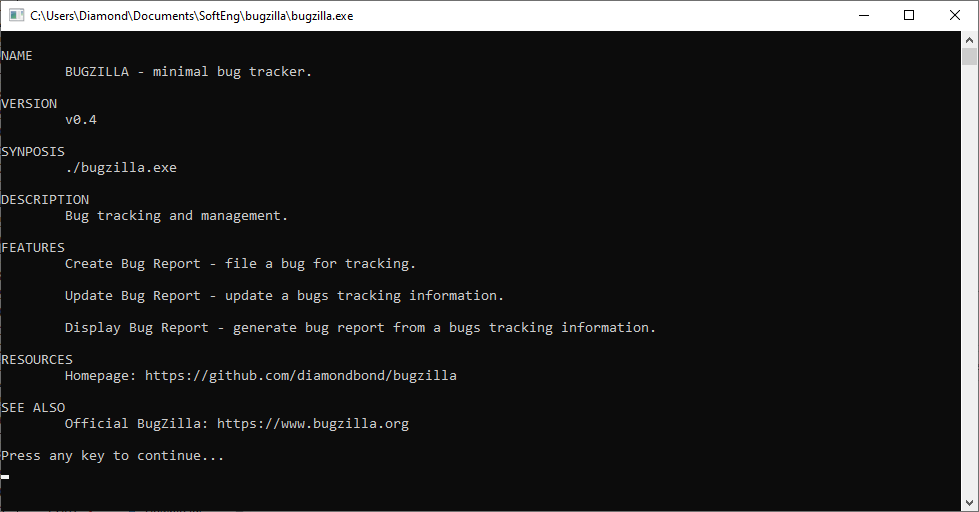 C:\Users\Diamond\Documents\SoftEng\bugzilla\bugzilla.exe
NAME
BUGZILLA - minimal bug tracker.
VERSION
v0.4
SYNPOSIS
./bugzilla.exe
DESCRIPTION
Bug tracking and management.
FEATURES
Create Bug Report - file a bug for tracking.
Update Bug Report - update a bugs tracking information.
Display Bug Report - generate bug report from a bugs tracking information.
RESOURCES
Homepage: https://github.com/diamondbond/bugzilla
SEE ALSO
Official BugZilla: https://www.bugzilla.org
Press any key to continue...